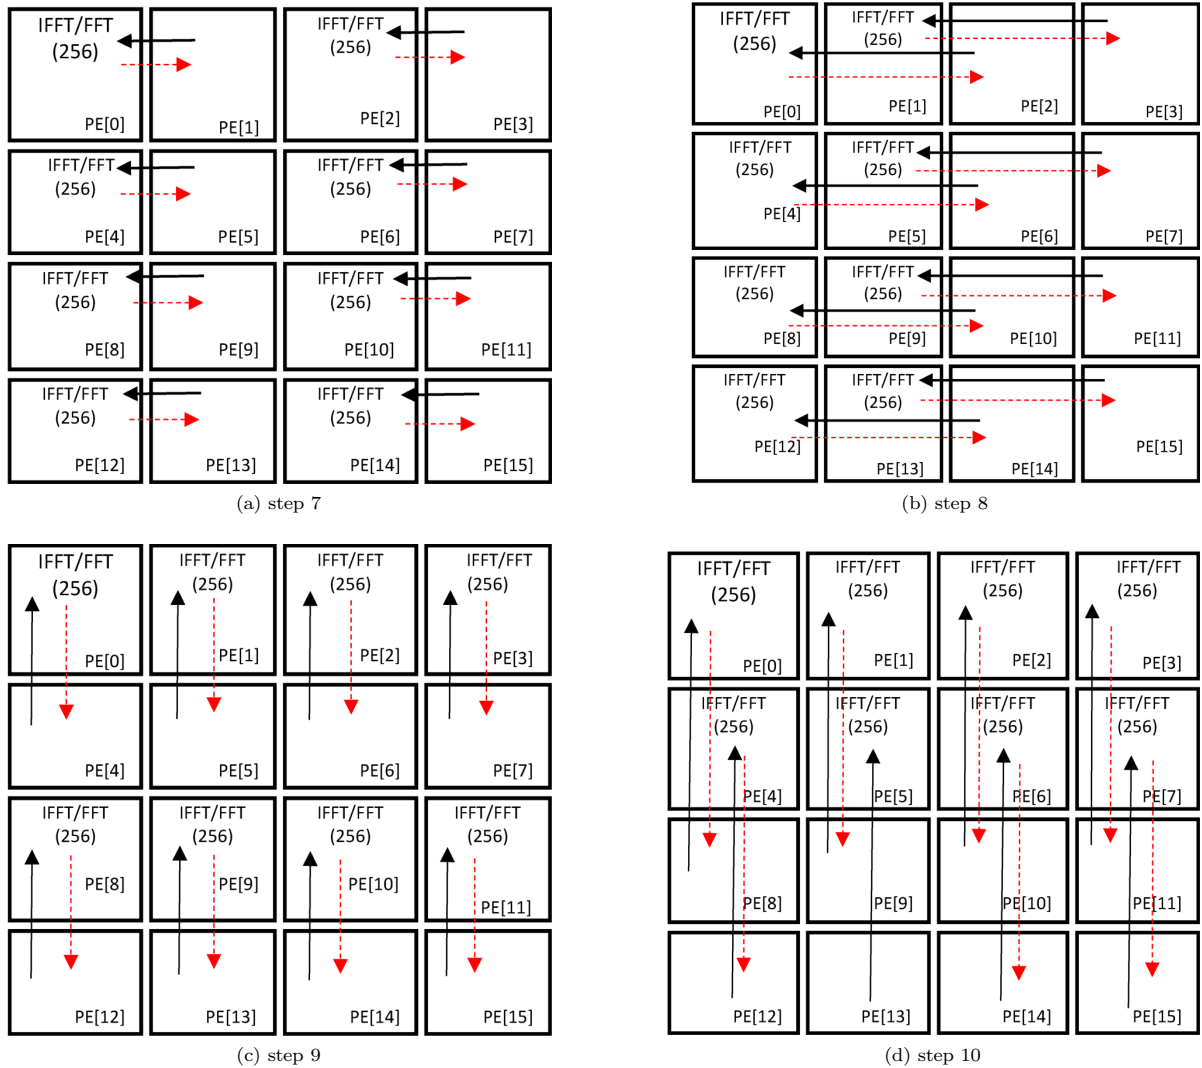 IFFT/FFT
(256)
PE[0]
PE[1]
IFFT/FFT
(256)
PE[2]
PE[3]
IFFT/FFT
(256)
PE[4]
PE[5]
IFFT/FFT
(256)
PE[6]
PE[7]
IFFT/FFT
(256)
PE[8]
PE[9]
IFFT/FFT
(256)
PE[10]
PE[11]
IFFT/FFT
(256)
PE[12]
PE[13]
IFFT/FFT
(256)
PE[14]
PE[15]
(a) step 7
IFFT/FFT
(256)
PE[0]
IFFT/FFT
(256)
PE[1]
PE[2]
PE[3]
IFFT/FFT
(256)
PE[4]
IFFT/FFT
(256)
PE[5]
PE[6]
PE[7]
IFFT/FFT
(256)
PE[8]
IFFT/FFT
(256)
PE[9]
PE[10]
PE[11]
IFFT/FFT
(256)
PE[12]
IFFT/FFT
(256)
PE[13]
PE[14]
PE[15]
(b) step 8
IFFT/FFT
(256)
PE[0]
IFFT/FFT
(256)
PE[1]
IFFT/FFT
(256)
PE[2]
IFFT/FFT
(256)
PE[3]
PE[4]
PE[5]
PE[6]
PE[7]
IFFT/FFT
(256)
PE[8]
IFFT/FFT
(256)
PE[9]
IFFT/FFT
(256)
PE[10]
IFFT/FFT
(256)
PE[11]
PE[12]
PE[13]
PE[14]
PE[15]
(c) step 9
IFFT/FFT
(256)
PE[0]
IFFT/FFT
(256)
PE[1]
IFFT/FFT
(256)
PE[2]
IFFT/FFT
(256)
PE[3]
IFFT/FFT
(256)
PE[4]
IFFT/FFT
(256)
PE[5]
IFFT/FFT
(256)
PE[6]
IFFT/FFT
(256)
PE[7]
PE[8]
PE[9]
PE[10]
PE[11]
PE[12]
PE[13]
PE[14]
PE[15]
(d) step 10